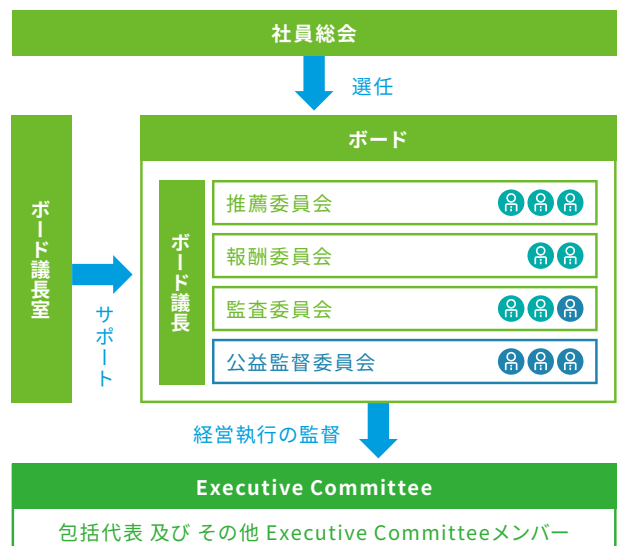 社員総会
選任
ボード
ボード議長室
サポート
ボード議長
推薦委員会
報酬委員会
監査委員会
公益監督委員会
経営執行の監督
Executive Committee
包括代表 及び その他 Executive Committeeメンバー